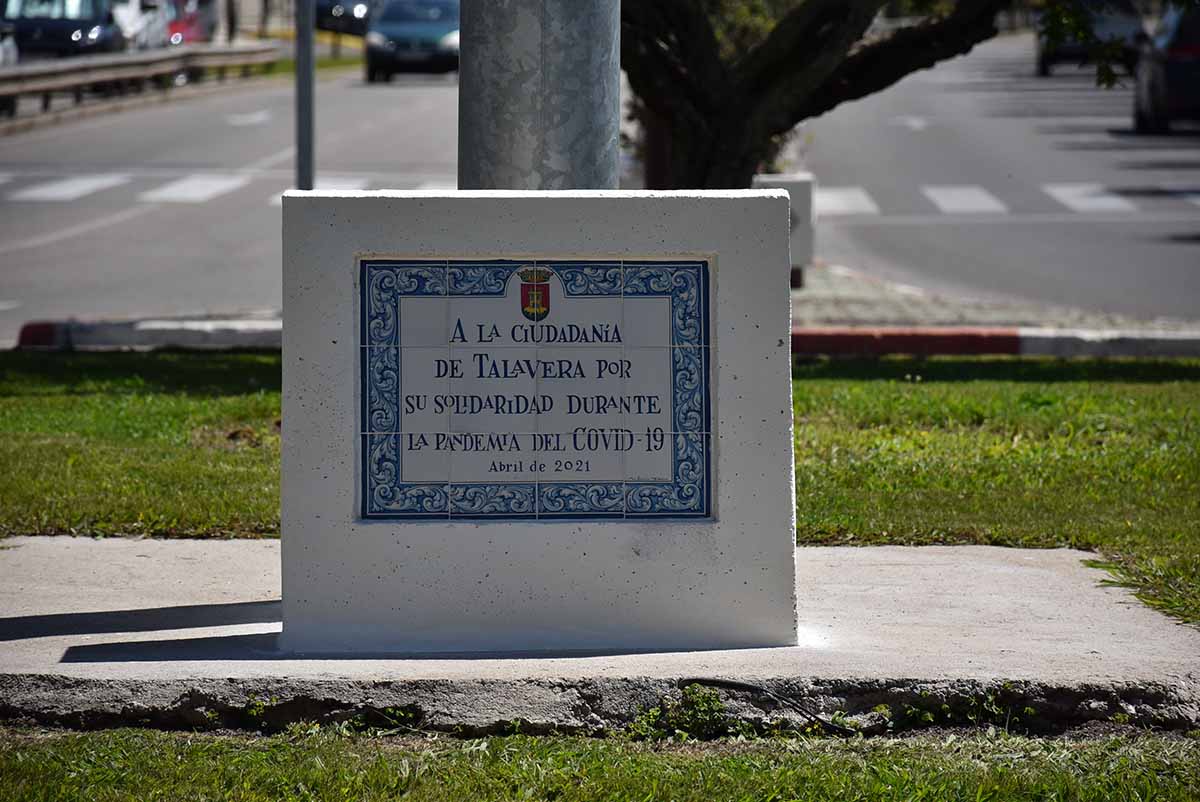 A LA CIUDADANÍA
DE TALAVERA POR
SU SOLIDARIDAD DURANTE
LA PANDEMIA DEL COVID-19
Abril de 2021